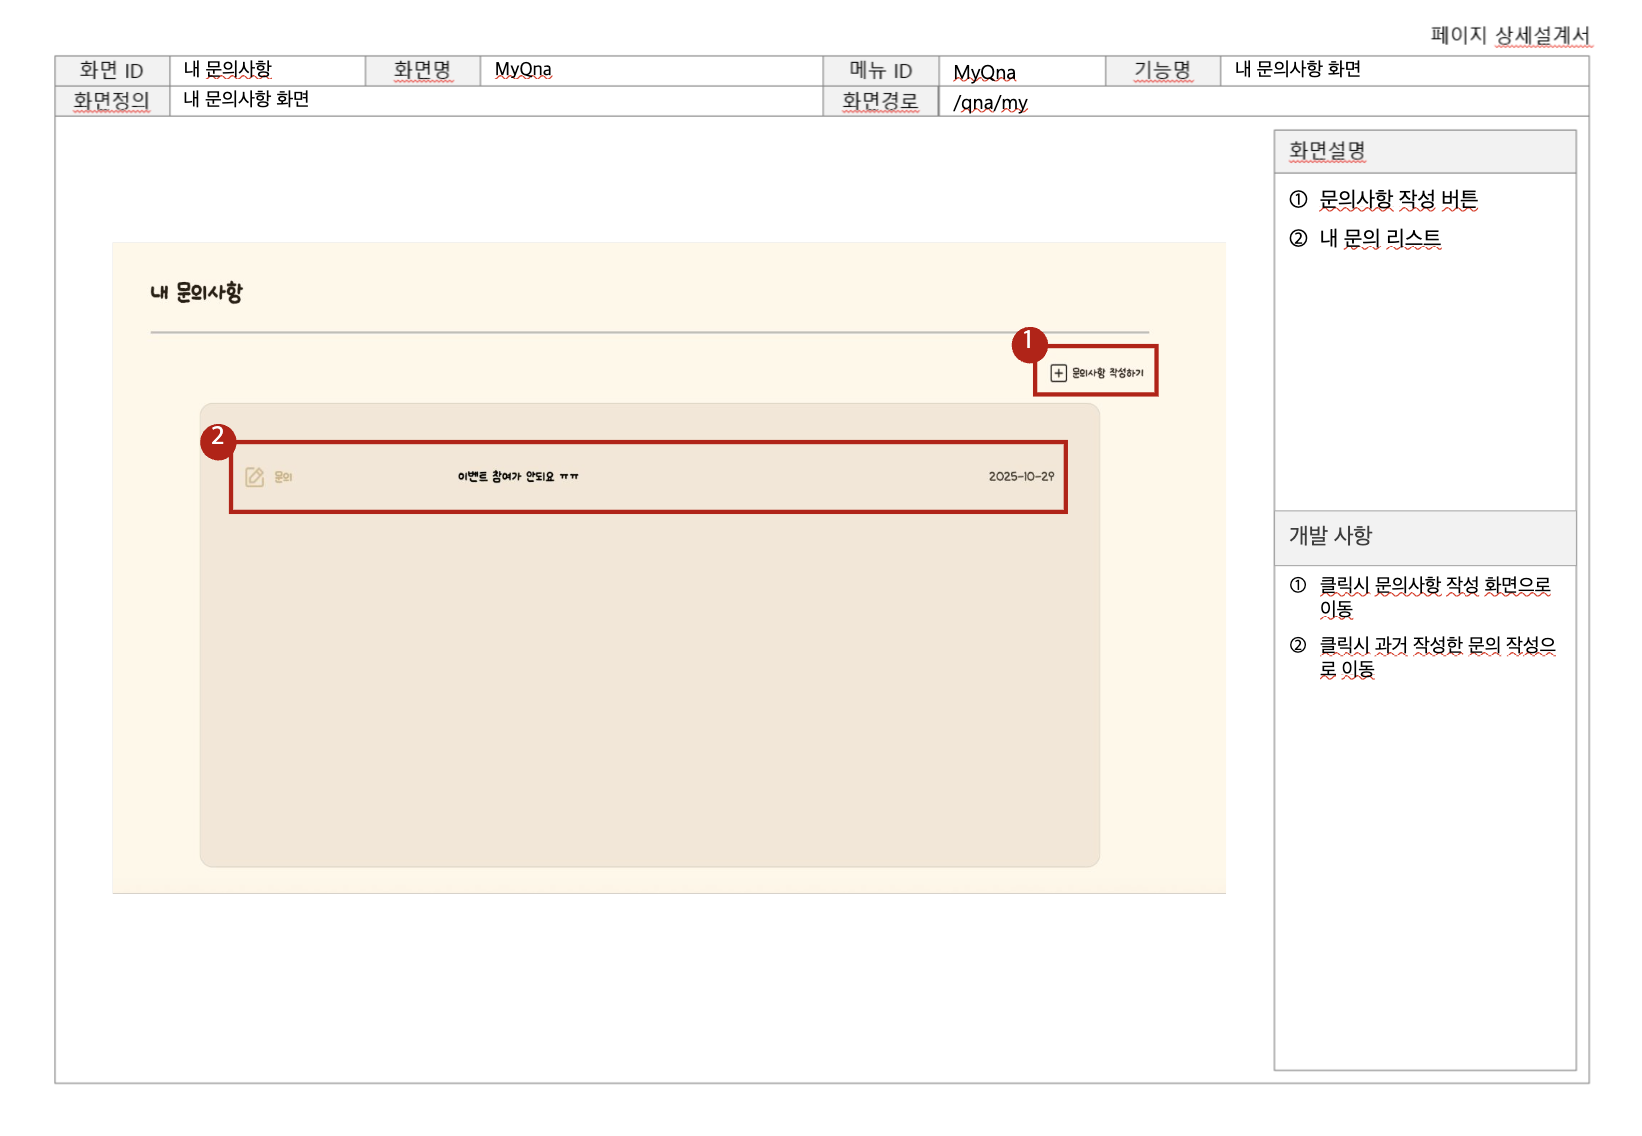 페이지 상세설계서
화면 ID 내 문의사항 화면명 MyQna 메뉴 ID MyQna 기능명 내 문의사항 화면
화면정의 내 문의사항 화면 화면경로 /qna/my
화면설명
① 문의사항 작성 버튼
② 내 문의 리스트
내 문의사항
1
문의사항 작성하기
2
문의 이벤트 참여가 안되요 ㅠㅠ 2025-10-29
개발 사항
① 클릭시 문의사항 작성 화면으로
이동
② 클릭시 과거 작성한 문의 작성으
로 이동